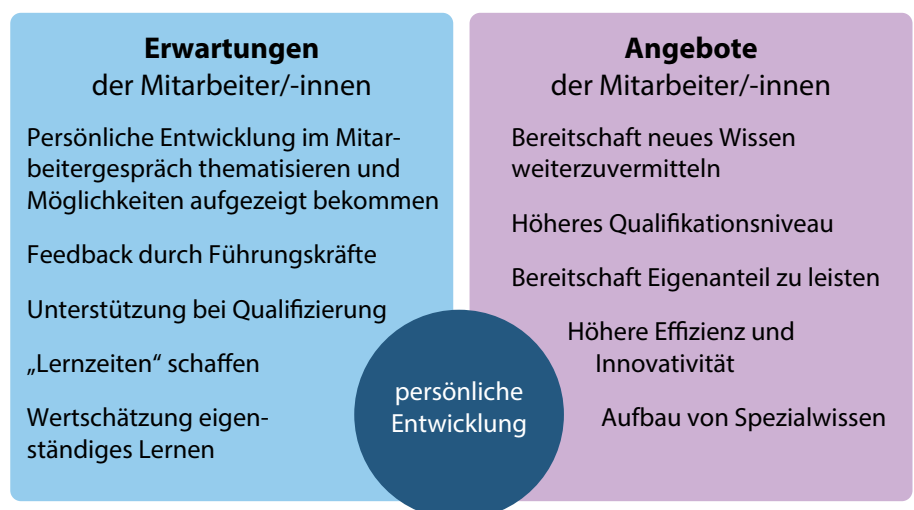 Erwartungen
der Mitarbeiter/-innen
Persönliche Entwicklung im Mitar-
beitergespräch thematisieren und
Möglichkeiten aufgezeigt bekommen
Feedback durch Führungskräfte
Unterstützung bei Qualifizierung
„Lernzeiten“ schaffen
Wertschätzung eigen-
ständiges Lernen
Angebote
der Mitarbeiter/-innen
Bereitschaft neues Wissen
weiterzuvermitteln
Höheres Qualifikationsniveau
Bereitschaft Eigenanteil zu leisten
Höhere Effizienz und
Innovativität
Aufbau von Spezialwissen
persönliche
Entwicklung